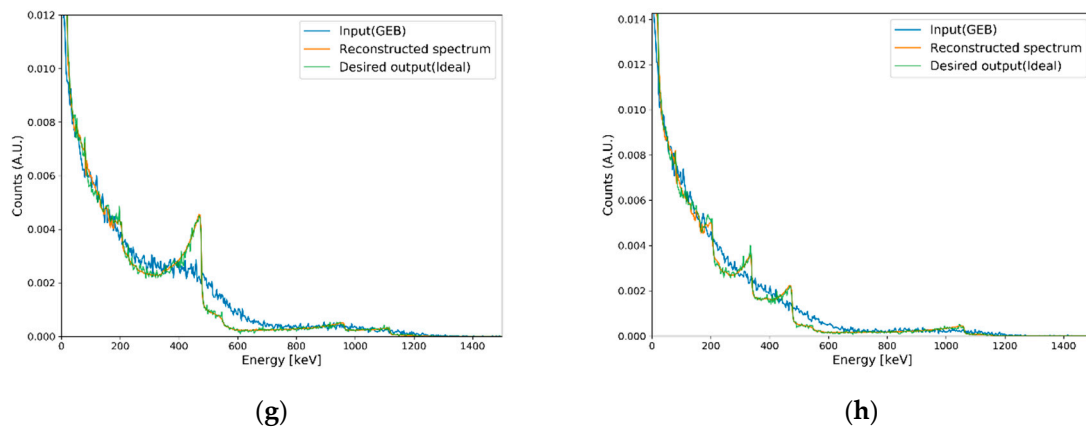 0.012
0.010
0.008
0.006
0.004
0.002
0.000
Counts (A.U.)
Input(GEB)
Reconstructed spectrum
Desired output(Ideal)
0 200 400 600 800 1000 1200 1400
Energy [keV]
(g)
0.014
0.012
0.010
0.008
0.006
0.004
0.002
0.000
Counts (A.U.)
Input(GEB)
Reconstructed spectrum
Desired output(Ideal)
0 200 400 600 800 1000 1200 1400
Energy [keV]
(h)